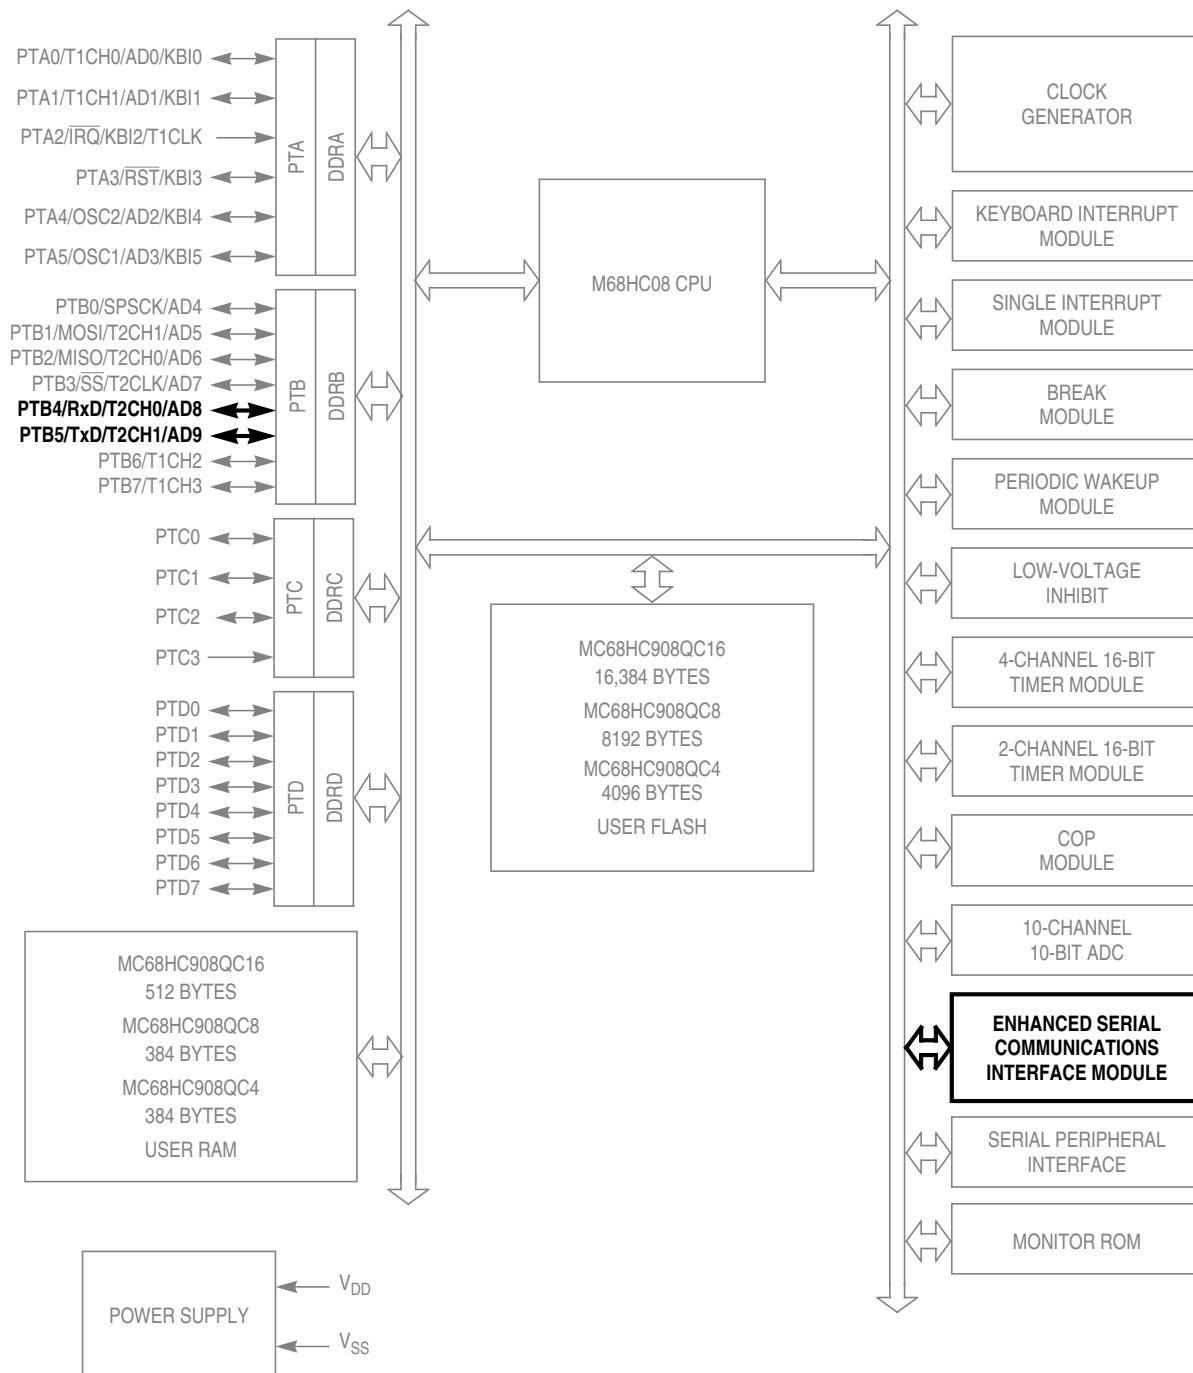 PTA0/T1CH0/AD0/KBI0
PTA1/T1CH1/AD1/KBI1
PTA2/IRQ/KBI2/T1CLK
PTA3/RST/KBI3
PTA4/OSC2/AD2/KBI4
PTA5/OSC1/AD3/KBI5
PTA
DDRA
PTB0/SPSCK/AD4
PTB1/MOSI/T2CH1/AD5
PTB2/MISO/T2CH0/AD6
PTB3/SS/T2CLK/AD7
PTB4/RxD/T2CH0/AD8
PTB5/TxD/T2CH1/AD9
PTB6/T1CH2
PTB7/T1CH3
PTB
DDRB
PTC0
PTC1
PTC2
PTC3
PTC
DDRC
PTD0
PTD1
PTD2
PTD3
PTD4
PTD5
PTD6
PTD7
PTD
DDRD
MC68HC908QC16
512 BYTES
MC68HC908QC8
384 BYTES
MC68HC908QC4
384 BYTES
USER RAM
POWER SUPPLY
VDD
VSS
M68HC08 CPU
MC68HC908QC16
16,384 BYTES
MC68HC908QC8
8192 BYTES
MC68HC908QC4
4096 BYTES
USER FLASH
CLOCK
GENERATOR
KEYBOARD INTERRUPT
MODULE
SINGLE INTERRUPT
MODULE
BREAK
MODULE
PERIODIC WAKEUP
MODULE
LOW-VOLTAGE
INHIBIT
4-CHANNEL 16-BIT
TIMER MODULE
2-CHANNEL 16-BIT
TIMER MODULE
COP
MODULE
10-CHANNEL
10-BIT ADC
ENHANCED SERIAL
COMMUNICATIONS
INTERFACE MODULE
SERIAL PERIPHERAL
INTERFACE
MONITOR ROM